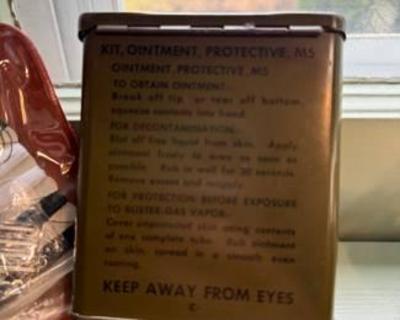 KIT, OINTMENT, PROTECTIVE, M5
OINTMENT, PROTECTIVE, M5
TO OBTAIN OINTMENT:-
Break off tip, or tear off bottom,
squeeze contents into hand.
FOR DECONTAMINATION:-
Blot off free liquid from skin. Apply
ointment freely to area as soon as
possible. Rub in well for 30 seconds.
Remove excess and reapply.
FOR PROTECTION BEFORE EXPOSURE
TO BLISTER-GAS VAPOR:-
Cover unprotected skin using contents
of one complete tube. Rub ointment
on skin, spread in a smooth even
coating.
KEEP AWAY FROM EYES
C-